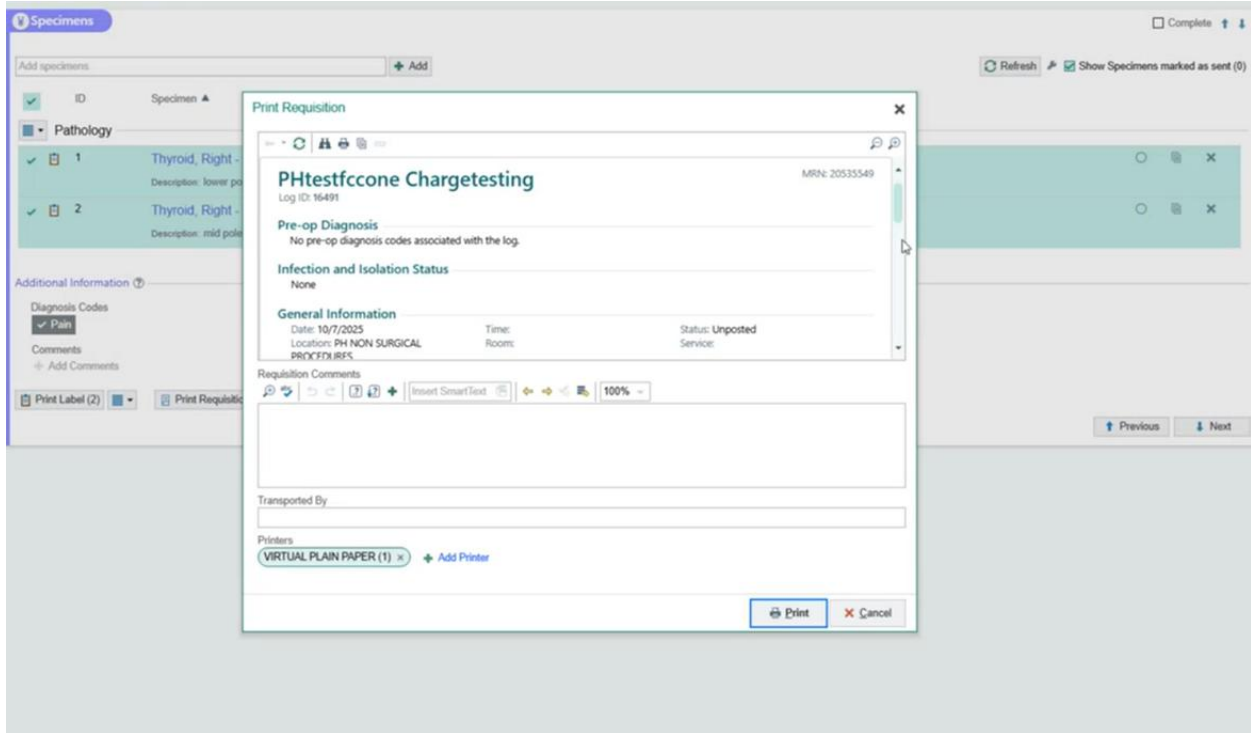 Specimens
Complete
Add specimens
Add
Refresh
Show Specimens marked as sent (0)
ID
Specimen
Print Requisition
Pathology
1
Thyroid, Right -
Description: lower po
2
Thyroid, Right -
Description: mid pole
PHtestfccone Chargetesting
MRN: 20535549
Log ID: 16491
Pre-op Diagnosis
No pre-op diagnosis codes associated with the log.
Infection and Isolation Status
None
General Information
Date: 10/7/2025 Time: Status: Unposted
Location: PH NON SURGICAL Room: Service:
PROCEDURES
Additional Information
Diagnosis Codes
Pain
Comments
Add Comments
Print Label (2)
Print Requisitic
Requisition Comments
Insert SmartText
100%
Previous
Next
Transported By
Printers
VIRTUAL PLAIN PAPER (1)
Add Printer
Print
Cancel